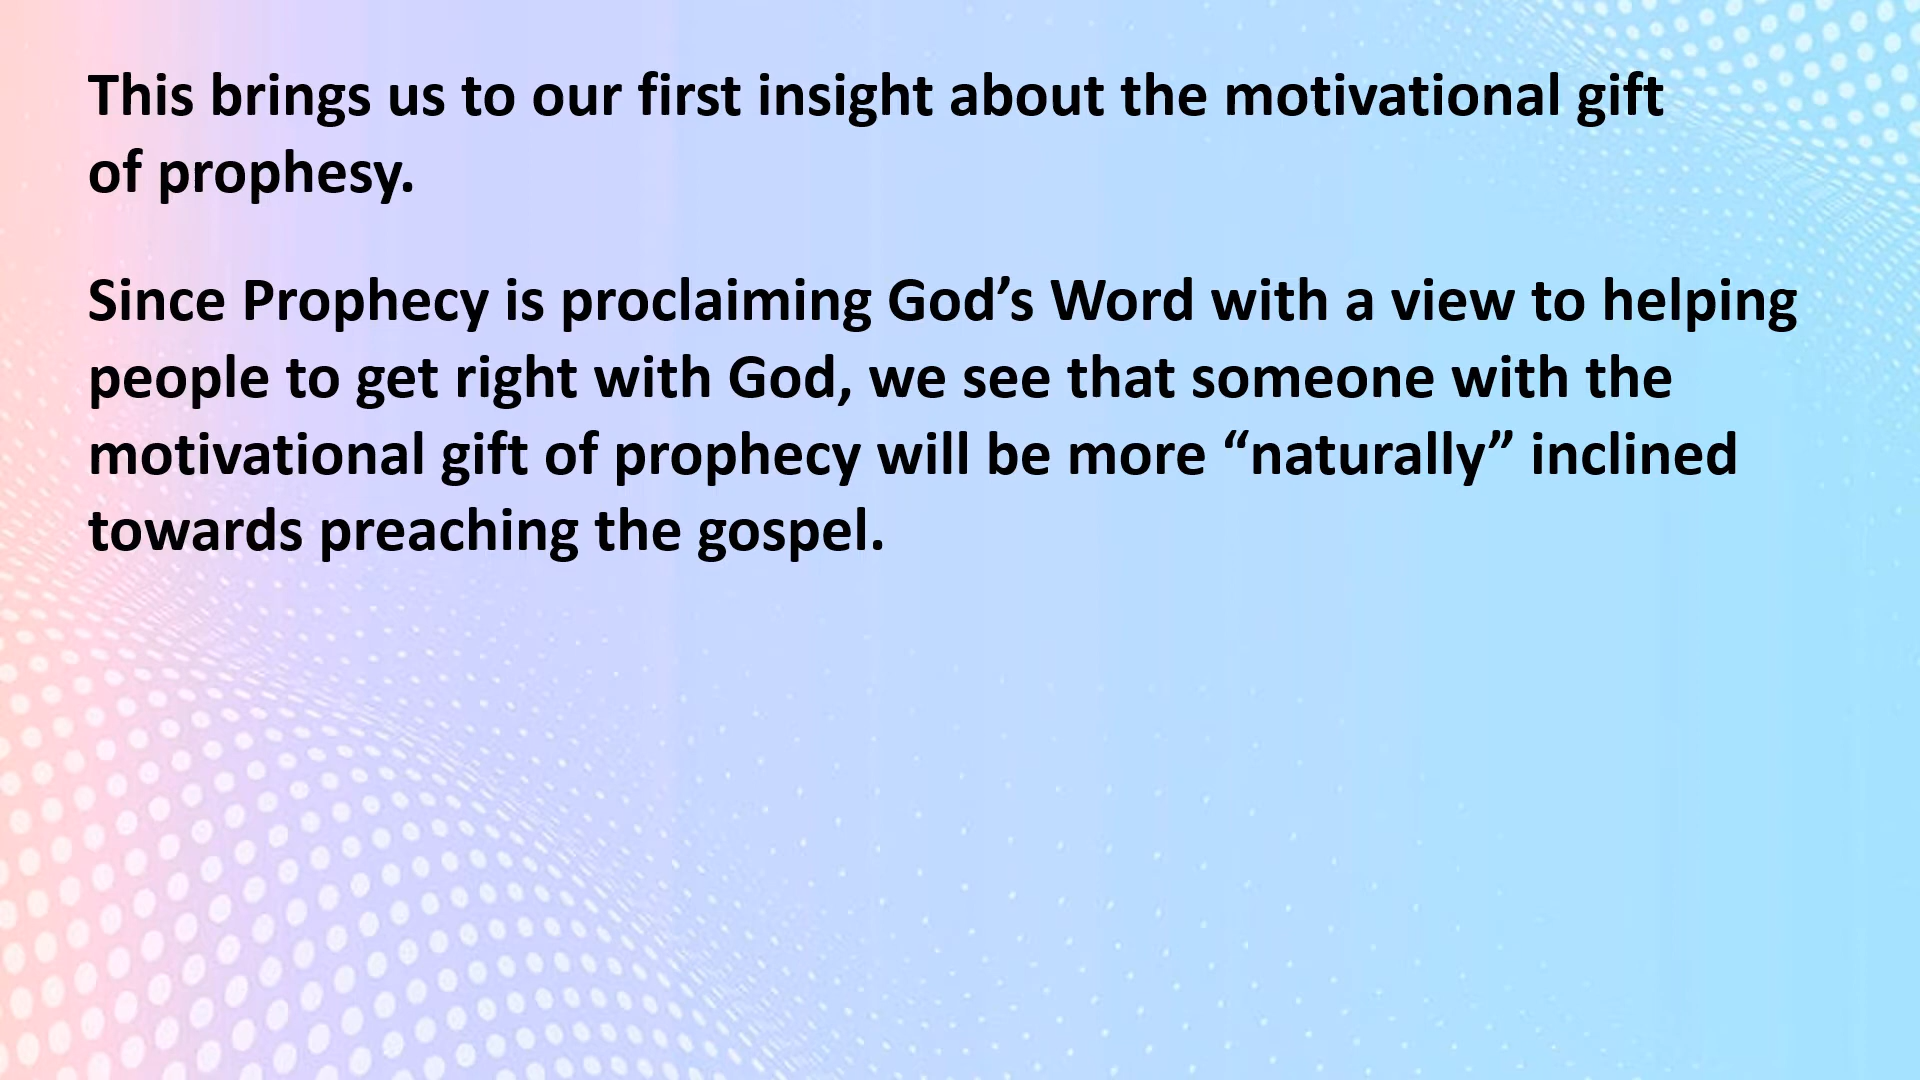 This brings us to our first insight about the motivational gift
of prophesy.
Since Prophecy is proclaiming God’s Word with a view to helping
people to get right with God, we see that someone with the
motivational gift of prophecy will be more “naturally” inclined
towards preaching the gospel.